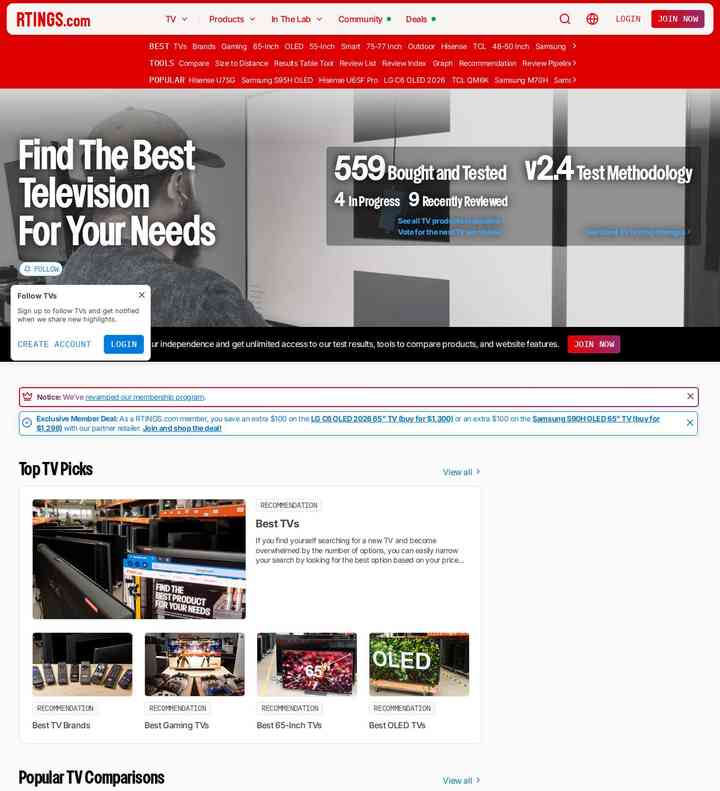 RTINGS.com
TV
Products
In The Lab
Community
Deals
LOGIN
JOIN NOW
BEST TVs Brands Gaming 65-Inch OLED 55-Inch Smart 75-77 Inch Outdoor Hisense TCL 48-50 Inch Samsung
TOOLS Compare Size to Distance Results Table Tool Review List Review Index Graph Recommendation Review Pipeline
POPULAR Hisense U75G Samsung S95H OLED Hisense U65F Pro LG C6 OLED 2026 TCL QM6K Samsung M70H
Find The Best
Television
For Your Needs
559 Bought and Tested
v2.4 Test Methodology
4 In Progress 9 Recently Reviewed
FOLLOW
Follow TVs
Sign up to follow TVs and get notified
when we share new highlights.
CREATE ACCOUNT
LOGIN
ur independence and get unlimited access to our test results, tools to compare products, and website features.
JOIN NOW
Notice: We've revamped our membership program.
Exclusive Member Deal: As a RTINGS.com member, you save an extra $100 on the LG C6 OLED 2026 65" TV (buy for $1,300) or an extra $100 on the Samsung S90H OLED 65" TV (buy for
$1,298) with our partner retailer. Join and shop the deal!
Top TV Picks
View all
RECOMMENDATION
Best TVs
If you find yourself searching for a new TV and become
overwhelmed by the number of options, you can easily narrow
your search by looking for the best option based on your price...
FIND THE
BEST PRODUCT
FOR YOUR NEEDS
65"
OLED
RECOMMENDATION
RECOMMENDATION
RECOMMENDATION
RECOMMENDATION
Best TV Brands
Best Gaming TVs
Best 65-Inch TVs
Best OLED TVs
Popular TV Comparisons
View all